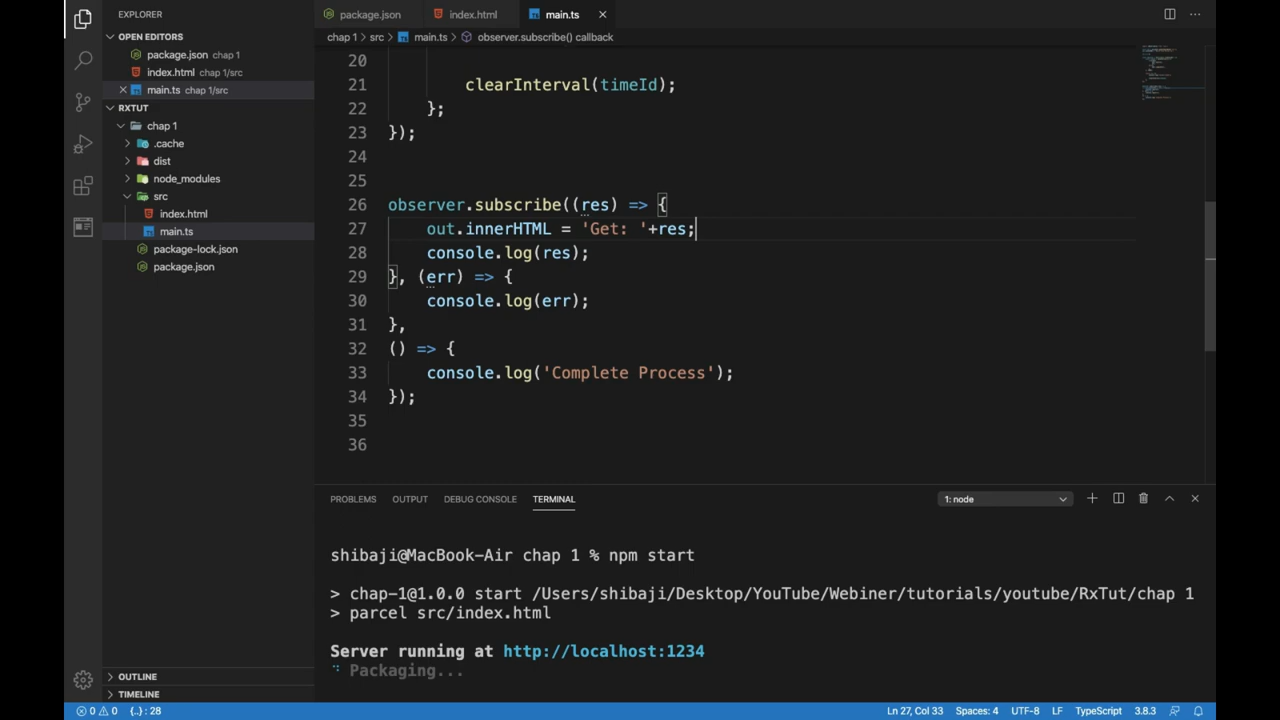 EXPLORER
OPEN EDITORS
package.json chap 1
index.html chap 1/src
main.ts chap 1/src
RXTUT
chap 1
.cache
dist
node_modules
src
index.html
main.ts
package-lock.json
package.json
OUTLINE
TIMELINE
package.json index.html main.ts
chap 1 > src > main.ts > observer.subscribe() callback
20
21 clearInterval(timeId);
22 };
23 });
24
25
26 observer.subscribe((res) => {
27 out.innerHTML = 'Get: '+res;
28 console.log(res);
29 }, (err) => {
30 console.log(err);
31 },
32 () => {
33 console.log('Complete Process');
34 });
35
36
PROBLEMS OUTPUT DEBUG CONSOLE TERMINAL 1: node
shibaji@MacBook-Air chap 1 % npm start
> chap-1@1.0.0 start /Users/shibaji/Desktop/YouTube/Webiner/tutorials/youtube/RxTut/chap 1
> parcel src/index.html
Server running at http://localhost:1234
Packaging...
0 0 {..} : 28 Ln 27, Col 33 Spaces: 4 UTF-8 LF TypeScript 3.8.3